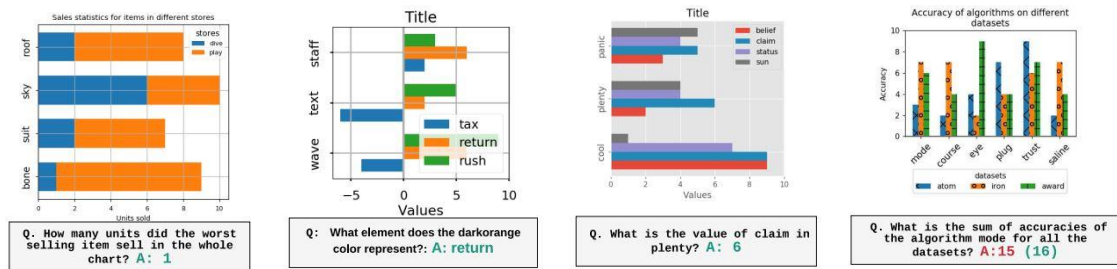 Sales statistics for items in different stores
stores
diva
play
roof
sky
suit
bone
0 2 4 6 8 10
Units sold
Q. How many units did the worst
selling item sell in the whole
chart? A: 1
Title
staff
text
wave
tax
return
rush
−5 0 5 10
Values
Q: What element does the darkorange
color represent?: A: return
Title
belief
claim
status
sun
panic
plenty
cool
0 2 4 6 8 10
Values
Q. What is the value of claim in
plenty? A: 6
Accuracy of algorithms on different
datasets
10
8
6
4
2
0
Accuracy
mode course eye plug trust saline
datasets
atom iron award
Q. What is the sum of accuracies
of the algorithm mode for all the
datasets? A:15 (16)